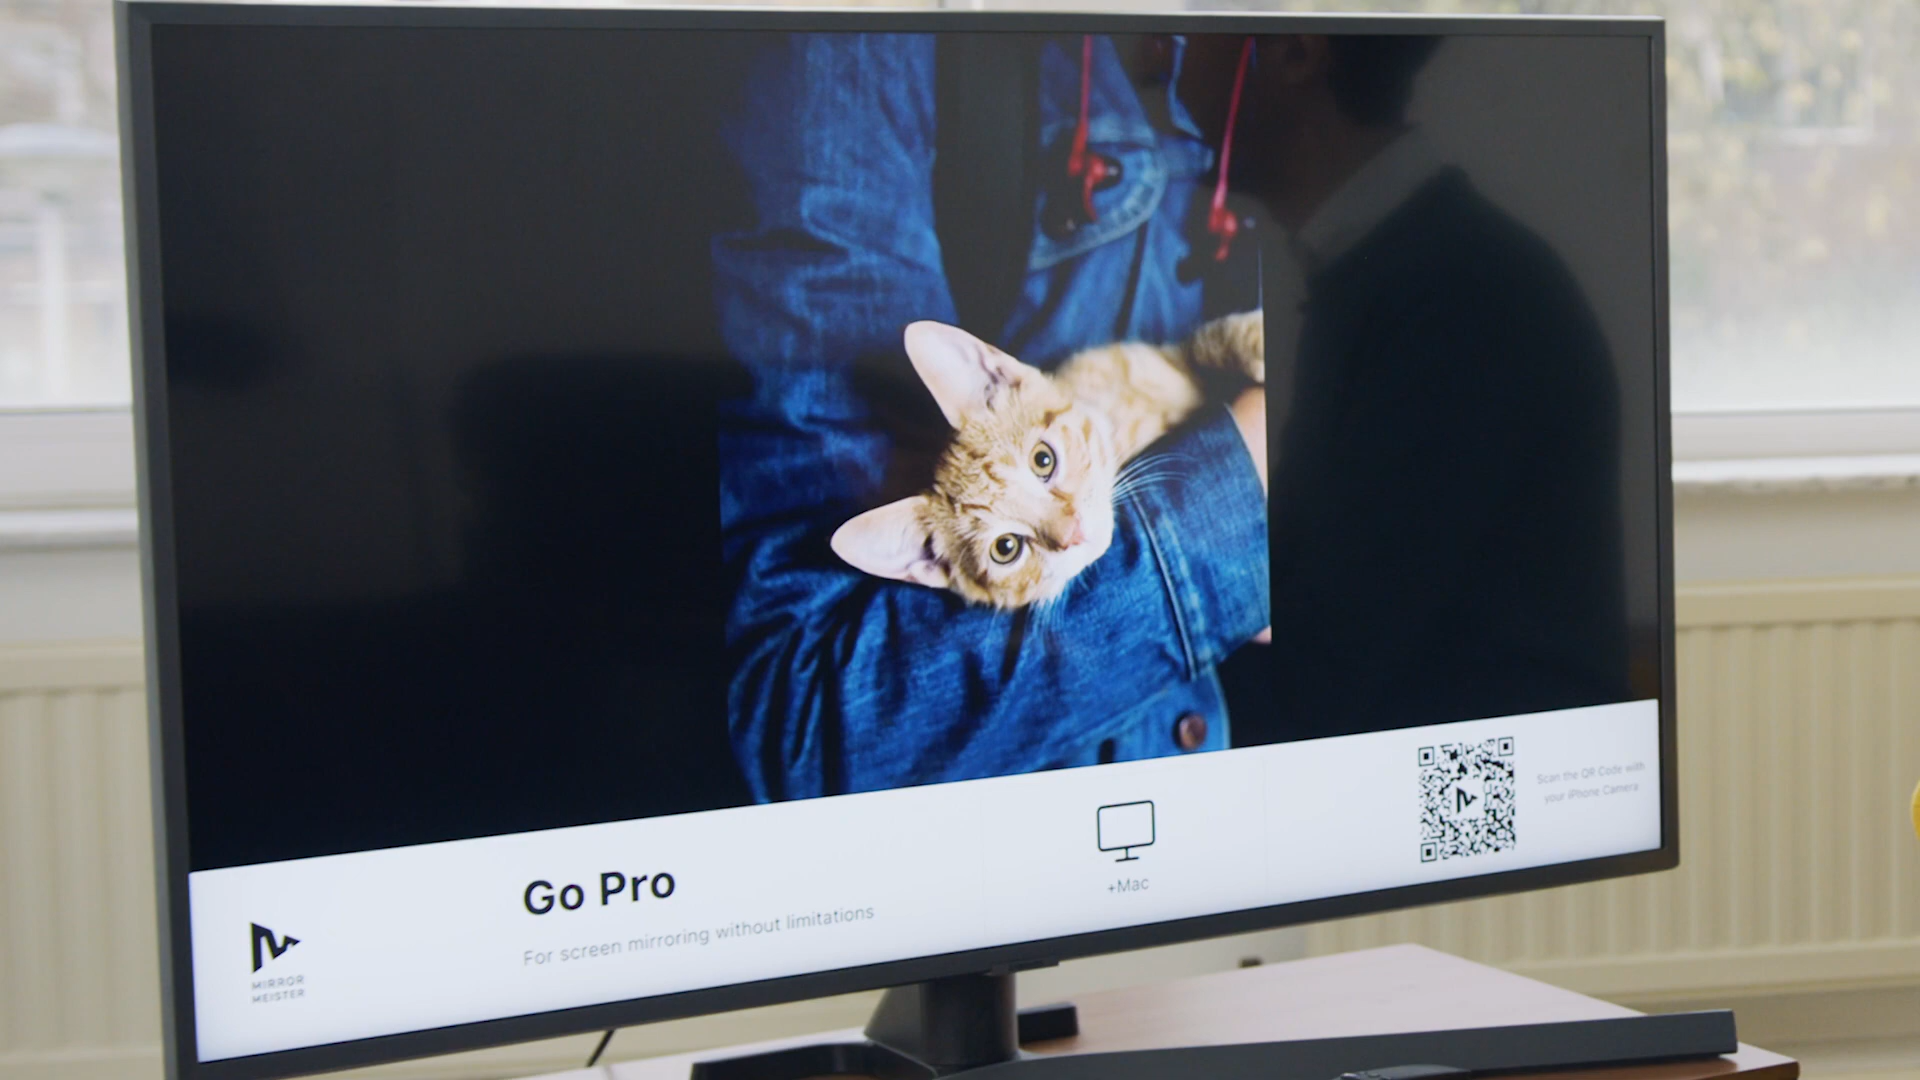 Go Pro
For screen mirroring without limitations
MIRROR
MEISTER
+Mac
Scan the QR Code with
your iPhone Camera